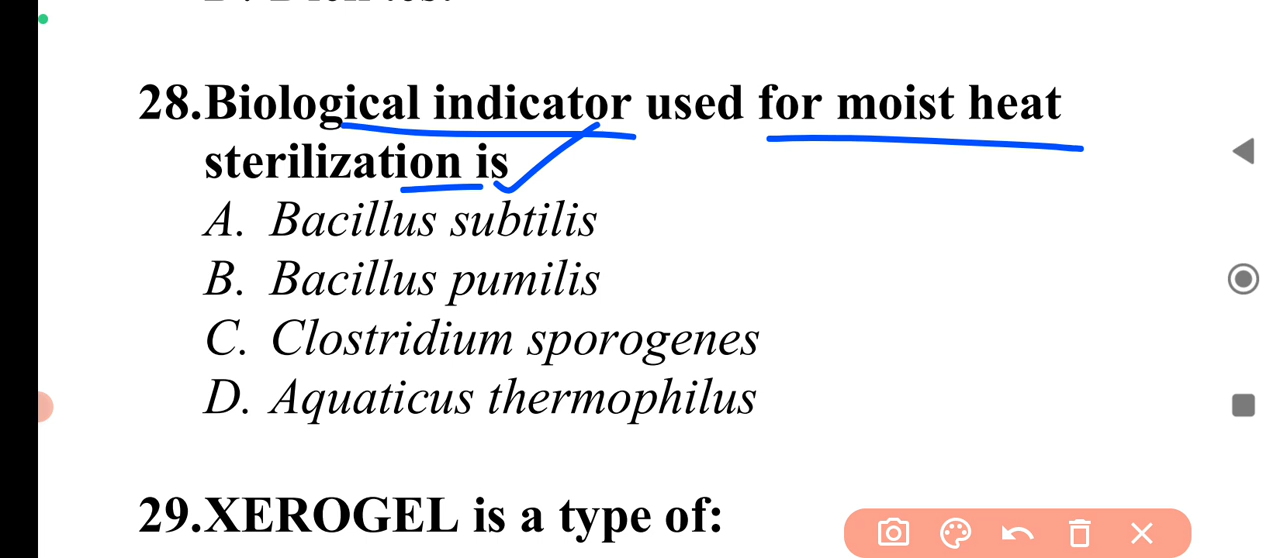 28.Biological indicator used for moist heat
sterilization is
A. Bacillus subtilis
B. Bacillus pumilis
C. Clostridium sporogenes
D. Aquaticus thermophilus
29.XEROGEL is a type of: